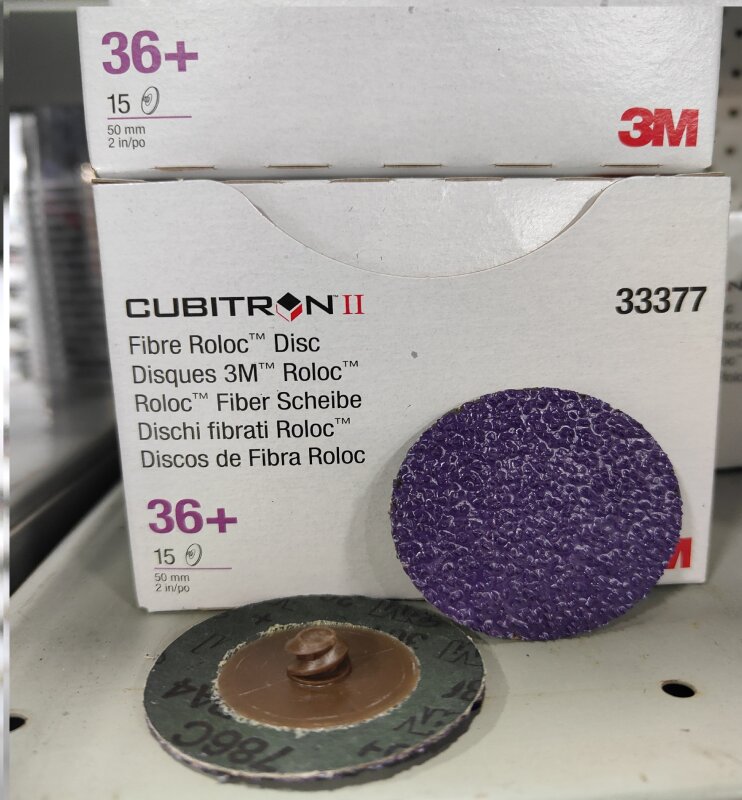 36+
15
50 mm
2 in/po
3M
CUBITRON™ II
33377
Fibre Roloc™ Disc
Disques 3M™ Roloc™
Roloc™ Fiber Scheibe
Dischi fibrati Roloc™
Discos de Fibra Roloc
36+
15
50 mm
2 in/po
M
786C